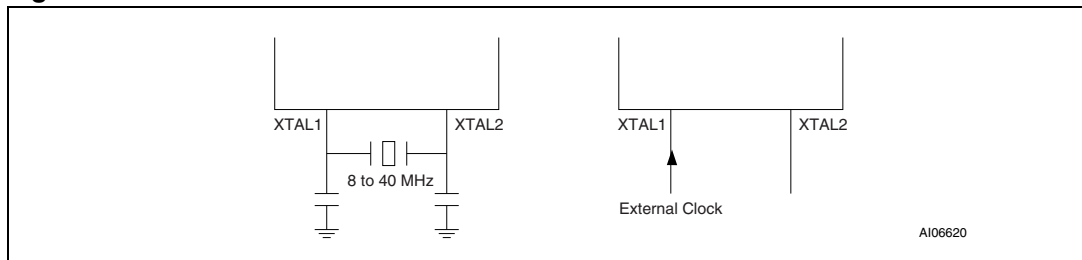 XTAL1
XTAL2
8 to 40 MHz
XTAL1
XTAL2
External Clock
AI06620